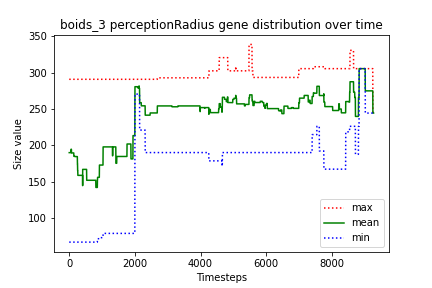 boids_3 perceptionRadius gene distribution over time
350
300
250
200
150
100
Size value
0
2000
4000
6000
8000
Timesteps
max
mean
min